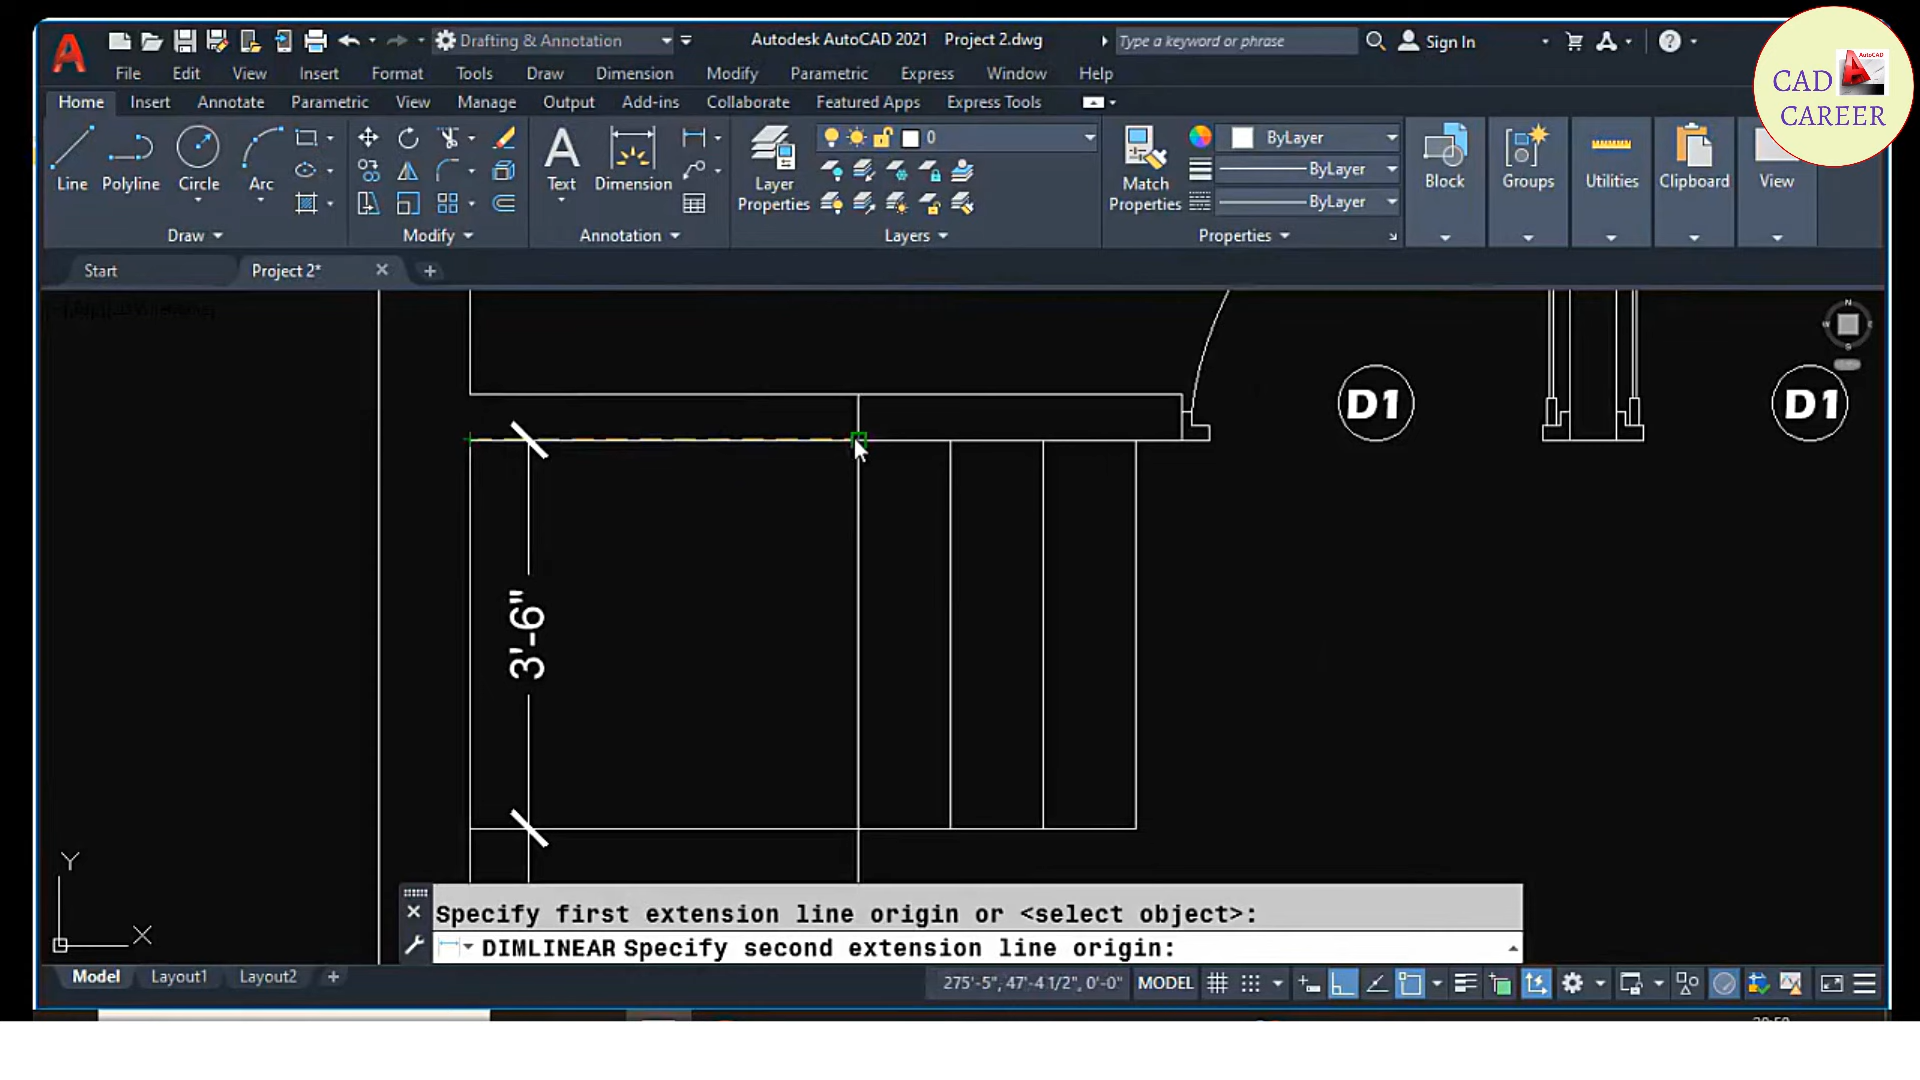 Drafting & Annotation
Autodesk AutoCAD 2021 Project 2.dwg
Type a keyword or phrase
Sign In
AutoCAD
CAD
CAREER
File Edit View Insert Format Tools Draw Dimension Modify Parametric Express Window Help
Home Insert Annotate Parametric View Manage Output Add-ins Collaborate Featured Apps Express Tools
0
ByLayer
A
ByLayer
Line Polyline Circle Arc Text Dimension Layer Properties Match Properties Block Groups Utilities Clipboard View
ByLayer
Draw Modify Annotation Layers Properties
Start Project 2*
N
D1
D1
3'-6"
Y
X
Specify first extension line origin or <select object>:
DIMLINEAR Specify second extension line origin:
Model Layout1 Layout2
275'-5", 47'-4 1/2", 0'-0" MODEL